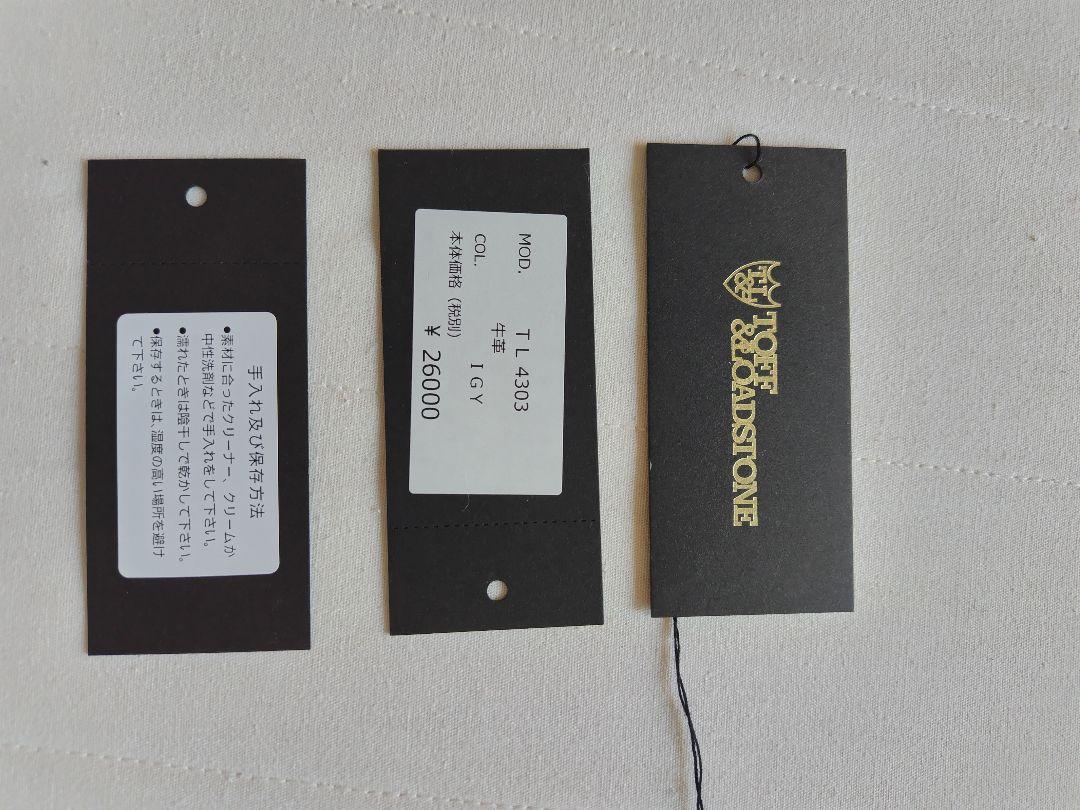 手入れ及び保存方法
●素材に合ったクリーナー、クリームか
中性洗剤などで手入れをして下さい。
●濡れたときは陰干しで乾かして下さい。
●保存するときは、湿度の高い場所を避け
て下さい。
MOD. TL4303
牛革
COL. IGY
本体価格（税別）
¥ 26000
T.L.
&
TOFF
&LOADSTONE